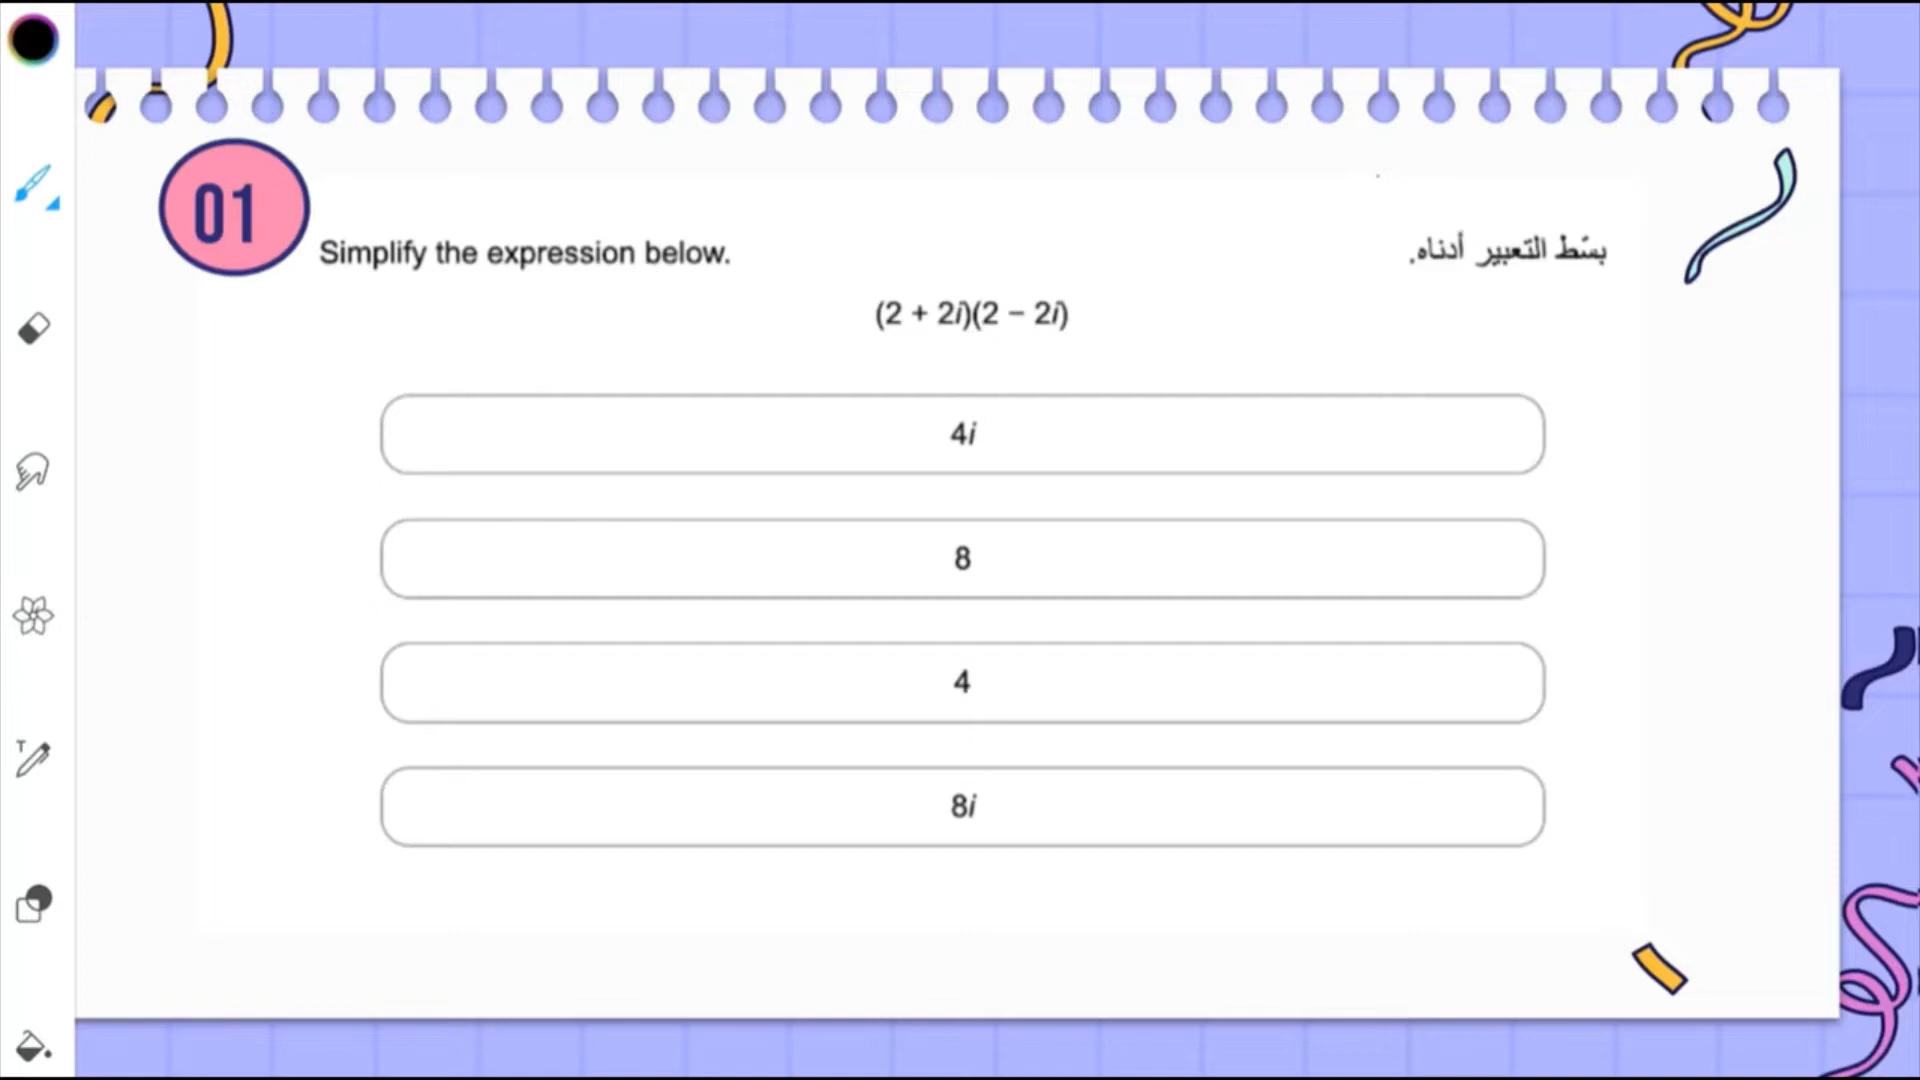 01
Simplify the expression below.
بسّط التعبير أدناه.
(2 + 2i)(2 − 2i)
4i
8
4
8i
T